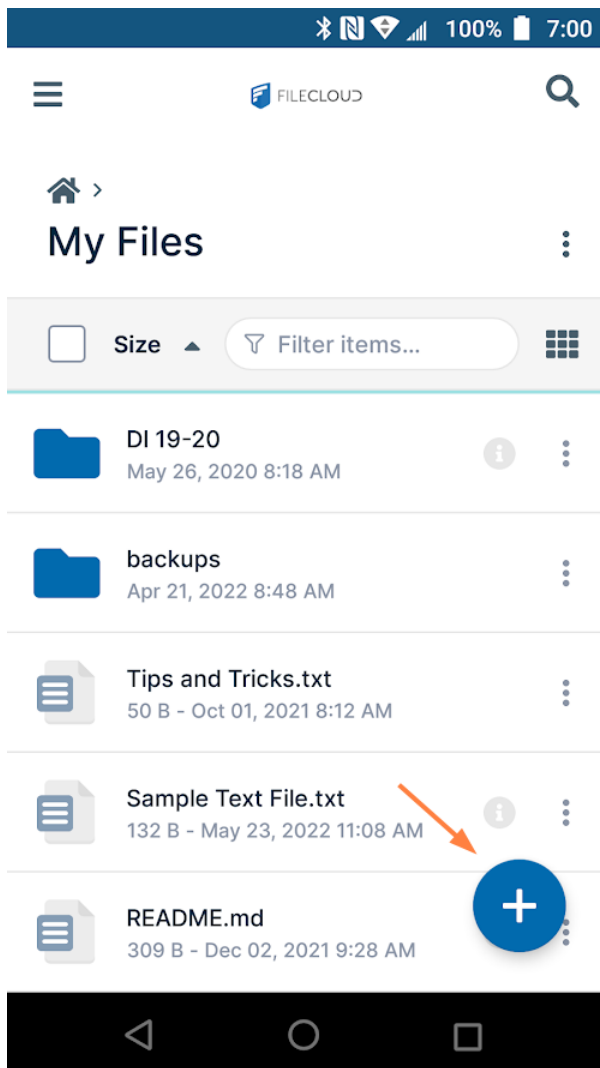 100% 7:00
FILECLOUD
My Files
Size Filter items...
DI 19-20
May 26, 2020 8:18 AM
backups
Apr 21, 2022 8:48 AM
Tips and Tricks.txt
50 B - Oct 01, 2021 8:12 AM
Sample Text File.txt
132 B - May 23, 2022 11:08 AM
README.md
309 B - Dec 02, 2021 9:28 AM